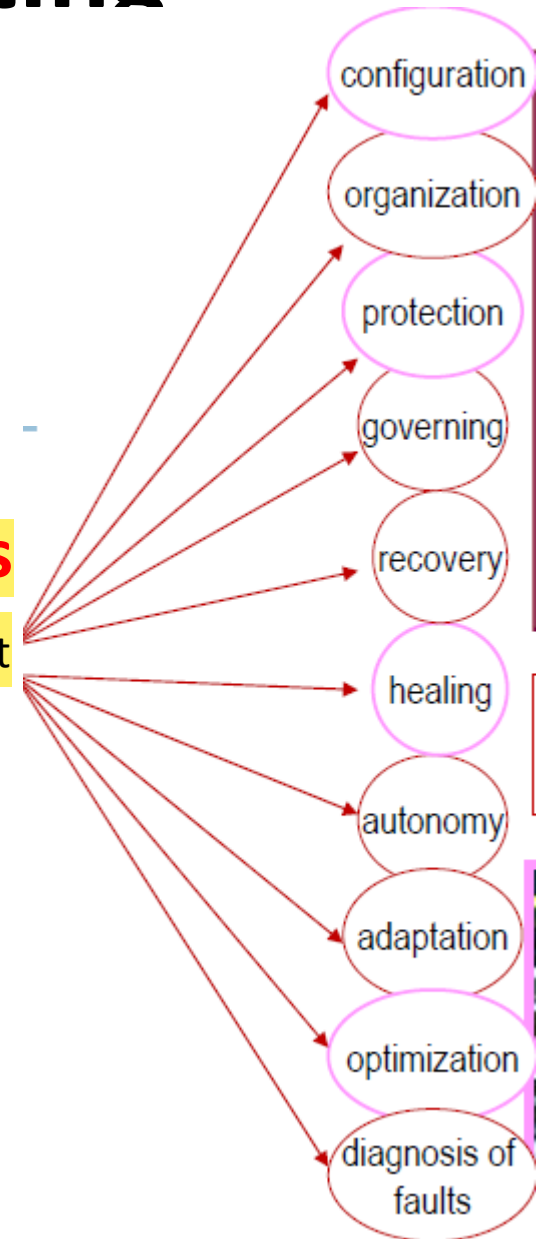 configuration
organization
protection
governing
recovery
healing
autonomy
adaptation
optimization
diagnosis of
faults